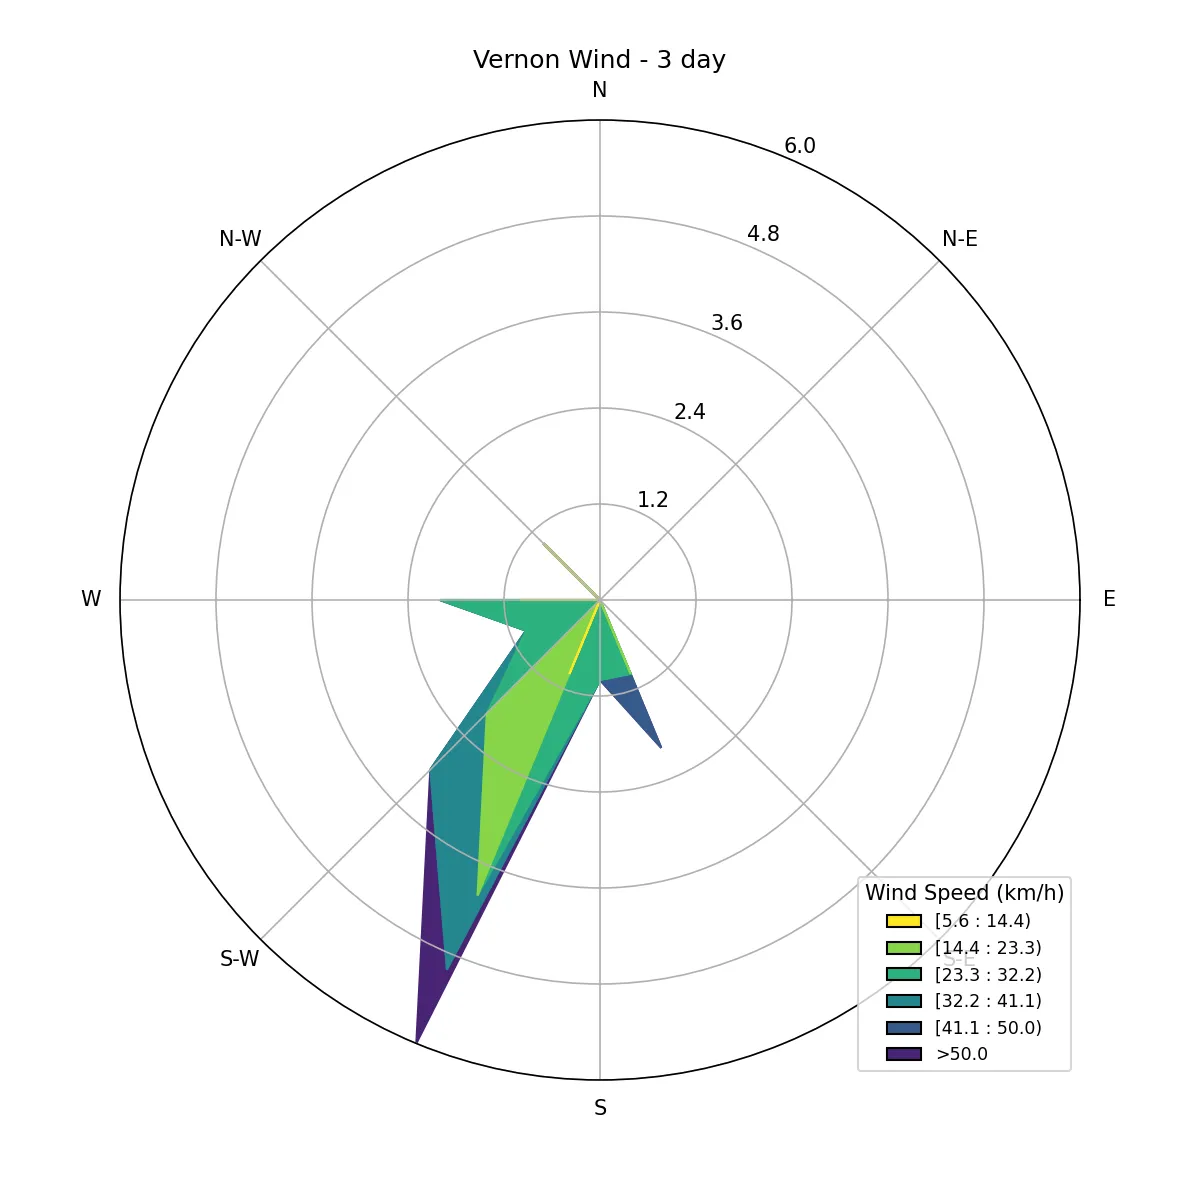 Vernon Wind - 3 day
N
6.0
N-W
N-E
4.8
3.6
2.4
1.2
W
E
S-W
S-E
S
Wind Speed (km/h)
[5.6 : 14.4)
[14.4 : 23.3)
[23.3 : 32.2)
[32.2 : 41.1)
[41.1 : 50.0)
>50.0